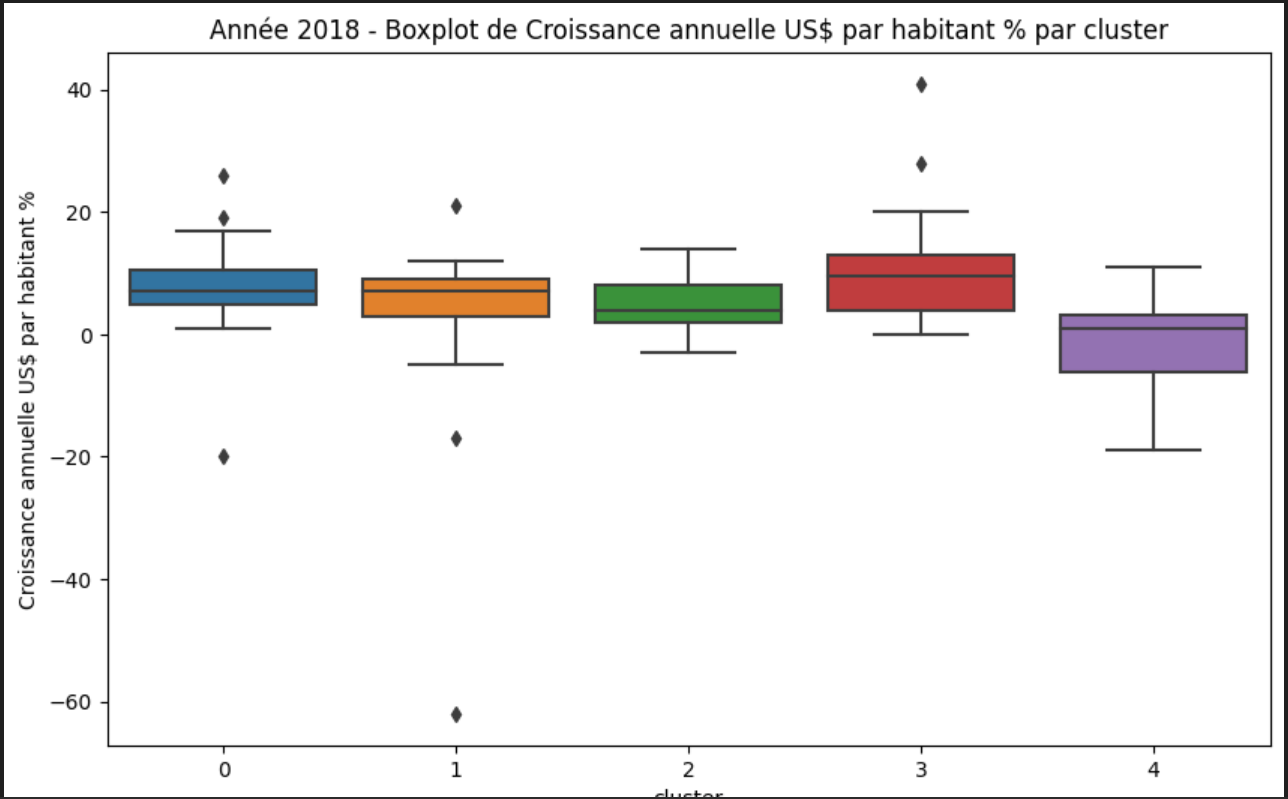 Année 2018 - Boxplot de Croissance annuelle US$ par habitant % par cluster
Croissance annuelle US$ par habitant %
40
20
0
−20
−40
−60
0 1 2 3 4
cluster